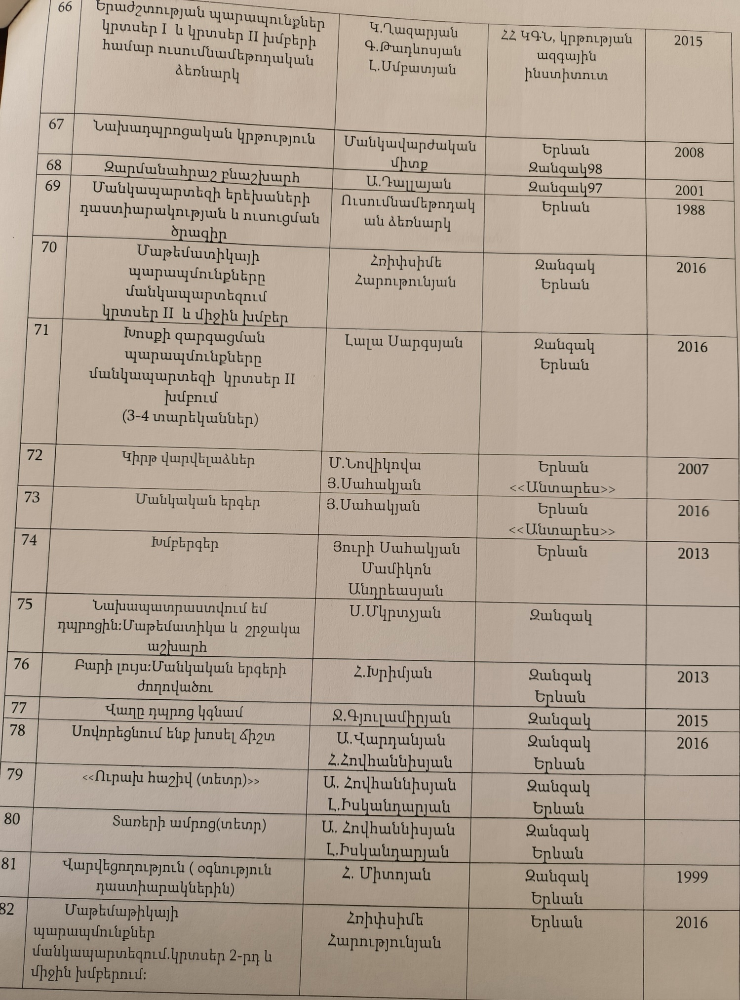 66
Երաժշտության պարապունքներ
կրտսեր I և կրտսեր II խմբերի
համար ուսումնամեթոդական
ձեռնարկ
Կ.Ղազարյան
Գ.Թադևոսյան
Լ.Սմբատյան
ՀՀ ԿԳՆ, կրթության
ազգային
ինստիտուտ
2015
67
Նախադպրոցական կրթություն
Մանկավարժական
միտք
Երևան
Զանգակ98
2008
68
Զարմանահրաշ բնաշխարհ
Ա.Դալլայան
Զանգակ97
2001
69
Մանկապարտեզի երեխաների
դաստիարակության և ուսուցման
ծրագիր
Ուսումնամեթոդակ
ան ձեռնարկ
Երևան
1988
70
Մաթեմատիկայի
պարապմունքները
մանկապարտեզում
կրտսեր II և միջին խմբեր
Հռիփսիմե
Հարութունյան
Զանգակ
Երևան
2016
71
Խոսքի զարգացման
պարապմունքները
մանկապարտեզի կրտսեր II
խմբում
(3-4 տարեկաններ)
Լալա Սարգսյան
Զանգակ
Երևան
2016
72
Կիրթ վարվելաձներ
Մ.Նովիկովա
Յ.Սահակյան
Երևան
<<Անտարես>>
2007
73
Մանկական երգեր
Յ.Սահակյան
Երևան
<<Անտարես>>
2016
74
Խմբերգեր
Յուրի Սահակյան
Մամիկոն
Անդրեասյան
Երևան
2013
75
Նախապատրաստվում եմ
դպրոցին:Մաթեմատիկա և շրջակա
աշխարհ
Ս.Մկրտչյան
Զանգակ
76
Բարի լույս:Մանկական երգերի
ժողովածու
Հ.Խրիմյան
Զանգակ
Երևան
2013
77
Վաղը դպրոց կգնամ
Ջ.Գյուլամիրյան
Զանգակ
2015
78
Սովորեցնում ենք խոսել ճիշտ
Ա.Վարդանյան
Հ.Հովհաննիսյան
Զանգակ
Երևան
2016
79
<<Ուրախ հաշիվ (տետր)>>
Ա. Հովհաննիսյան
Լ.Իսկանդարյան
Զանգակ
Երևան
80
Տառերի ամրոց(տետր)
Ա. Հովհաննիսյան
Լ.Իսկանդարյան
Զանգակ
Երևան
81
Վարվեցողություն ( օգնություն
դաստիարակներին)
Հ. Միտոյան
Զանգակ
Երևան
1999
82
Մաթեմաթիկայի
պարապմունքներ
մանկապարտեզում.կրտսեր 2-րդ և
միջին խմբերում:
Հռիփսիմե
Հարությունյան
Երևան
2016